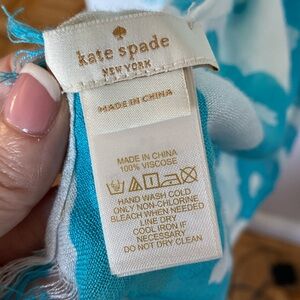 kate spade
NEW YORK
MADE IN CHINA
MADE IN CHINA
100% VISCOSE
HAND WASH COLD
ONLY NON-CHLORINE
BLEACH WHEN NEEDED
LINE DRY
COOL IRON IF
NECESSARY
DO NOT DRY CLEAN